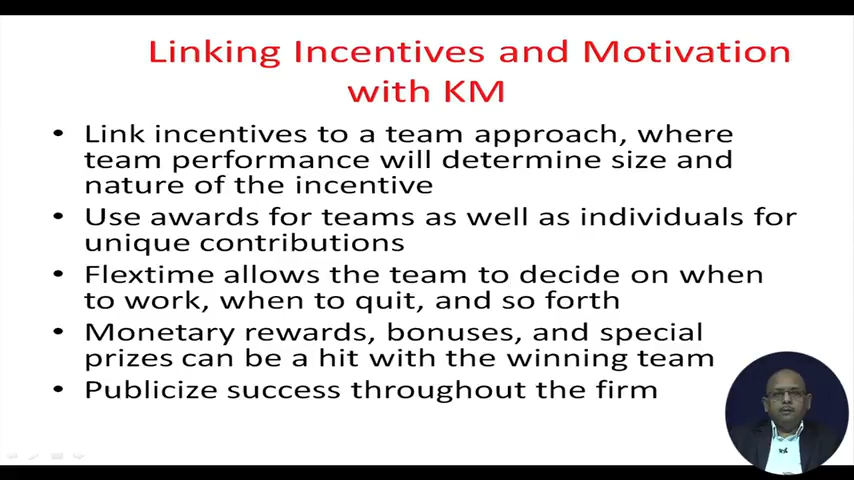 Linking Incentives and Motivation
with KM
• Link incentives to a team approach, where
team performance will determine size and
nature of the incentive
• Use awards for teams as well as individuals for
unique contributions
• Flextime allows the team to decide on when
to work, when to quit, and so forth
• Monetary rewards, bonuses, and special
prizes can be a hit with the winning team
• Publicize success throughout the firm